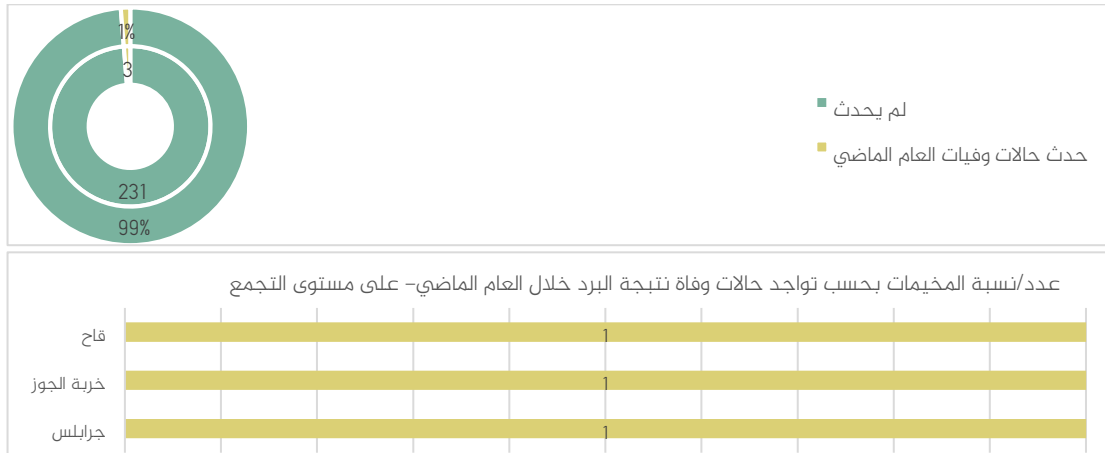 1%
3
231
99%
لم يحدث
حدث حالات وفيات العام الماضي
عدد/نسبة المخيمات بحسب تواجد حالات وفاة نتيجة البرد خلال العام الماضي– على مستوى التجمع
قاح
1
خربة الجوز
1
جرابلس
1